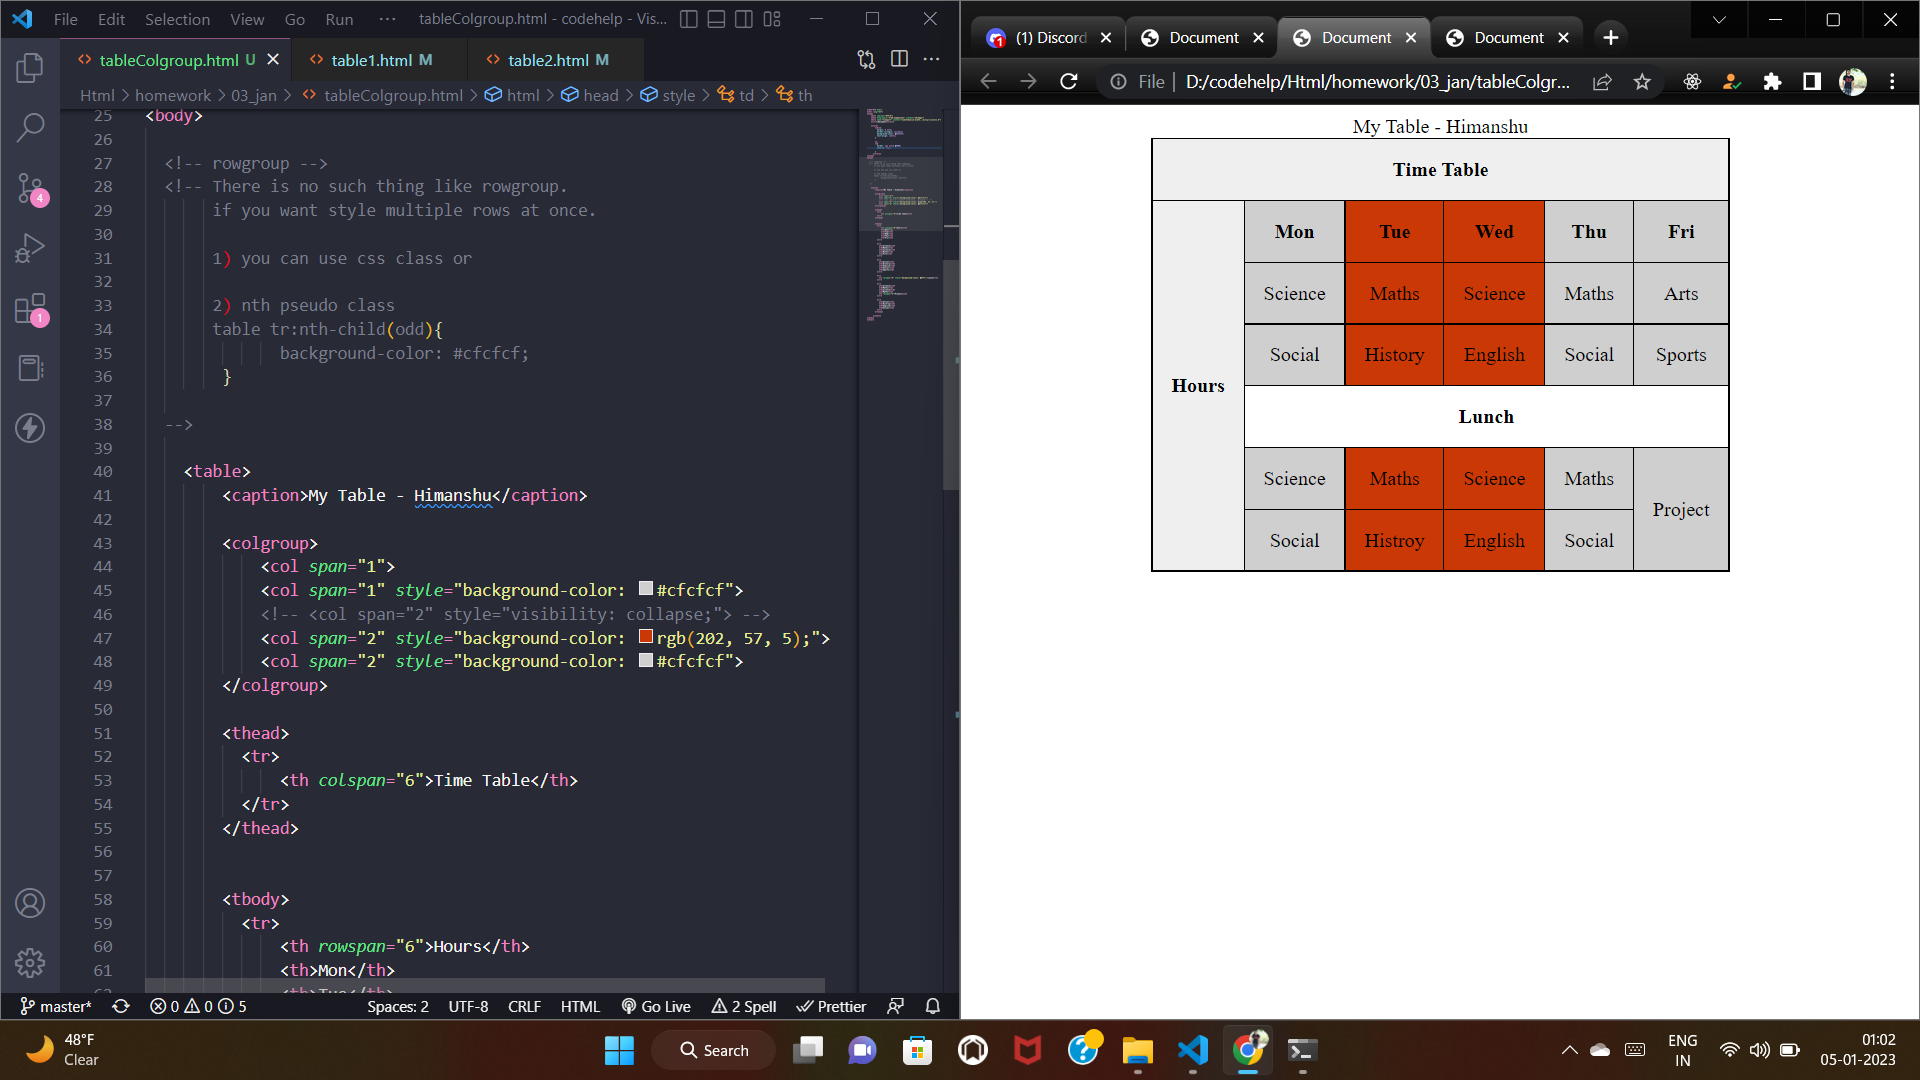 File Edit Selection View Go Run ··· tableColgroup.html - codehelp - Vis...
tableColgroup.html U
table1.html M
table2.html M
Html > homework > 03_jan > tableColgroup.html > html > head > style > td > th
25 <body>
26
27 <!-- rowgroup -->
28 <!-- There is no such thing like rowgroup.
29 if you want style multiple rows at once.
30
31 1) you can use css class or
32
33 2) nth pseudo class
34 table tr:nth-child(odd){
35 background-color: #cfcfcf;
36 }
37
38 -->
39
40 <table>
41 <caption>My Table - Himanshu</caption>
42
43 <colgroup>
44 <col span="1">
45 <col span="1" style="background-color: #cfcfcf">
46 <!-- <col span="2" style="visibility: collapse;"> -->
47 <col span="2" style="background-color: rgb(202, 57, 5);">
48 <col span="2" style="background-color: #cfcfcf">
49 </colgroup>
50
51 <thead>
52 <tr>
53 <th colspan="6">Time Table</th>
54 </tr>
55 </thead>
56
57
58 <tbody>
59 <tr>
60 <th rowspan="6">Hours</th>
61 <th>Mon</th>
4
1
master* 0 0 5 Spaces: 2 UTF-8 CRLF HTML Go Live 2 Spell Prettier
(1) Discord
Document
Document
Document
File | D:/codehelp/Html/homework/03_jan/tableColgr...
My Table - Himanshu
Time Table
Hours
Mon Tue Wed Thu Fri
Science Maths Science Maths Arts
Social History English Social Sports
Lunch
Science Maths Science Maths Project
Social Histroy English Social
48°F
Clear
Search
ENG
IN
01:02
05-01-2023